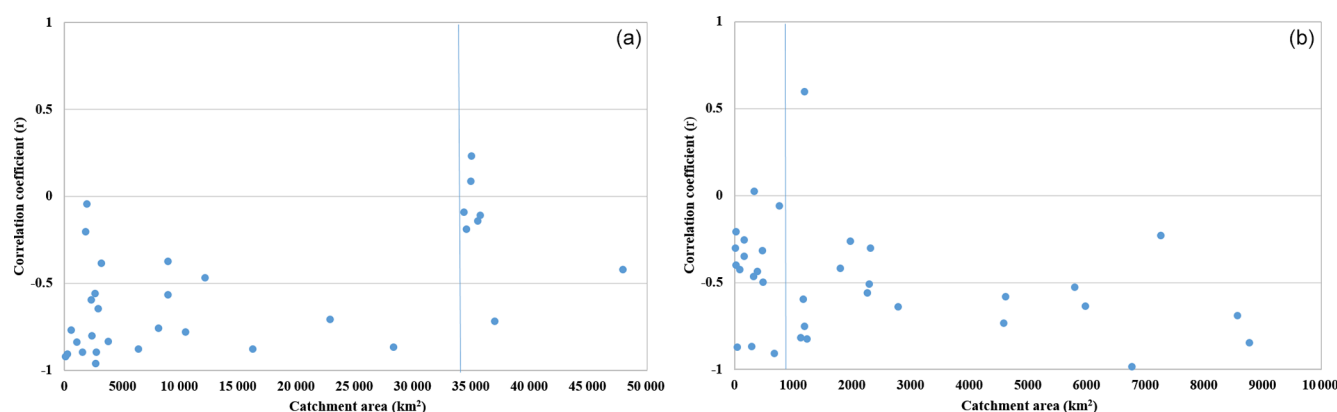 (a)
Correlation coefficient (r)
1
0.5
0
-0.5
-1
0 5000 10 000 15 000 20 000 25 000 30 000 35 000 40 000 45 000 50 000
Catchment area (km²)
(b)
Correlation coefficient (r)
1
0.5
0
-0.5
-1
0 1000 2000 3000 4000 5000 6000 7000 8000 9000 10 000
Catchment area (km²)